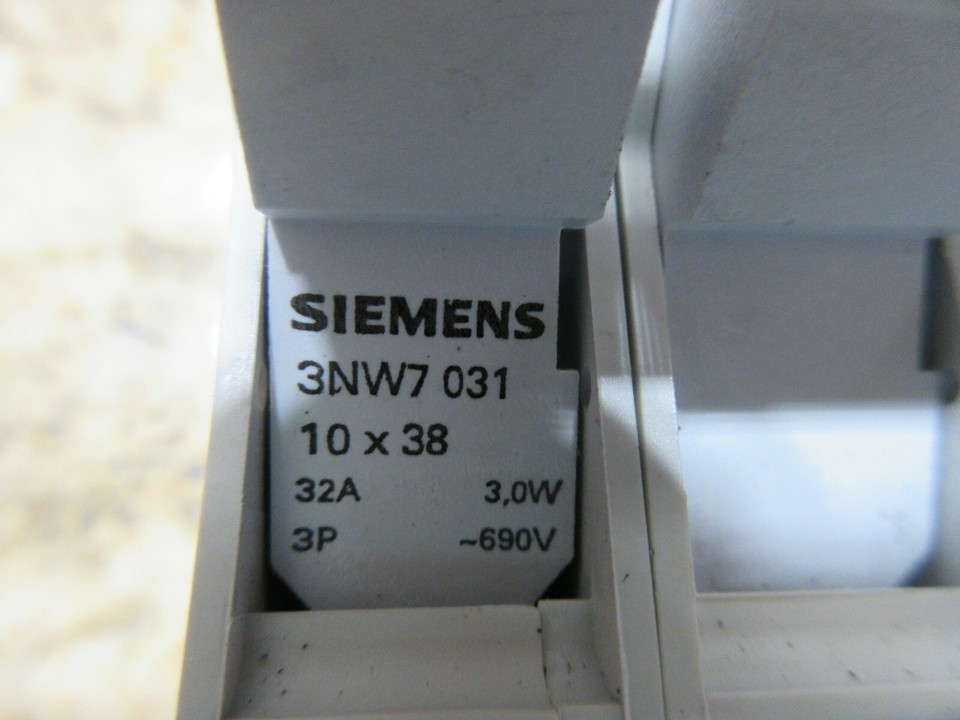 SIEMENS
3NW7 031
10 x 38
32A 3,0W
3P ~690V